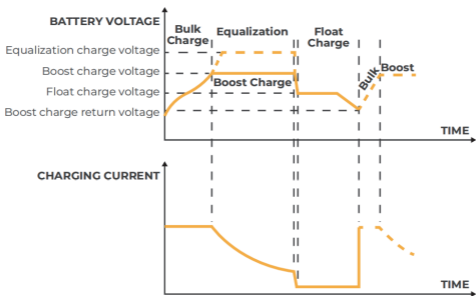 BATTERY VOLTAGE
Bulk
Charge
Equalization
Float
Charge
Equalization charge voltage
Boost charge voltage
Bulk
Boost
Boost Charge
Float charge voltage
Boost charge return voltage
TIME
CHARGING CURRENT
TIME